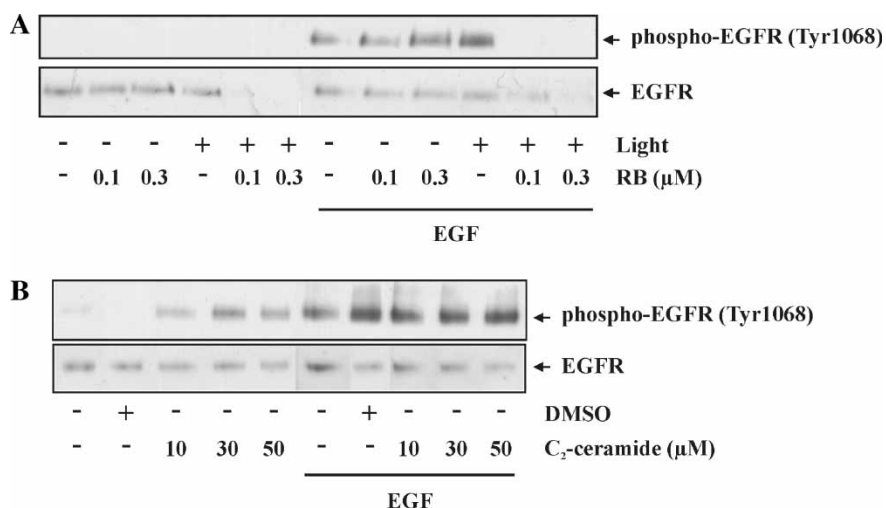 A
phospho-EGFR (Tyr1068)
EGFR
- - - + + + - - - + + + Light
- 0.1 0.3 - 0.1 0.3 - 0.1 0.3 - 0.1 0.3 RB (μM)
EGF
B
phospho-EGFR (Tyr1068)
EGFR
- + - - - - + - - - DMSO
- - 10 30 50 - - 10 30 50 C₂-ceramide (μM)
EGF